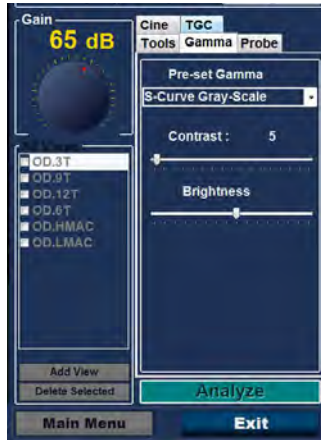 Gain
65 dB
OD.3T
OD.9T
OD.12T
OD.6T
OD.HMAC
OD.LMAC
Add View
Delete Selected
Main Menu
Cine TGC
Tools Gamma Probe
Pre-set Gamma
S-Curve Gray-Scale
Contrast : 5
Brightness
Analyze
Exit